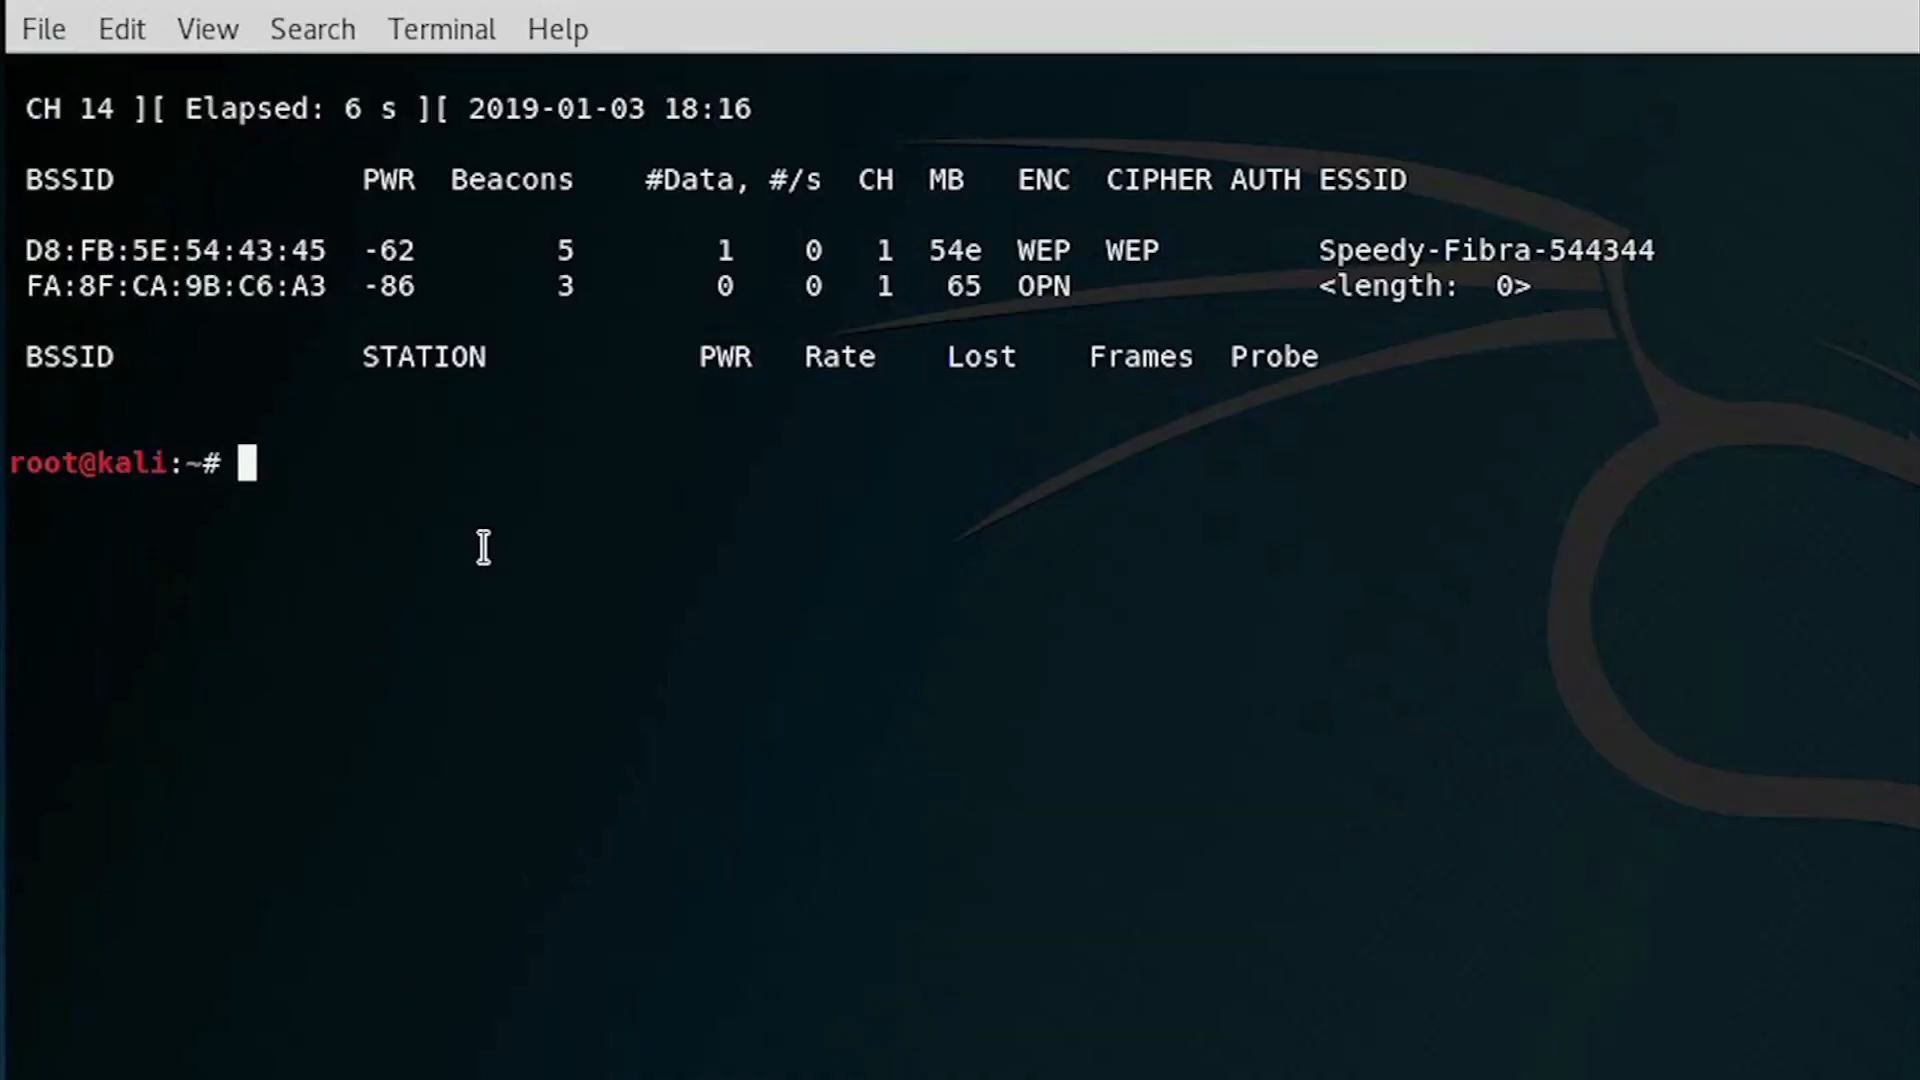 File Edit View Search Terminal Help
CH 14 ][ Elapsed: 6 s ][ 2019-01-03 18:16
BSSID PWR Beacons #Data, #/s CH MB ENC CIPHER AUTH ESSID
D8:FB:5E:54:43:45 -62 5 1 0 1 54e WEP WEP Speedy-Fibra-544344
FA:8F:CA:9B:C6:A3 -86 3 0 0 1 65 OPN <length: 0>
BSSID STATION PWR Rate Lost Frames Probe
root@kali:~#